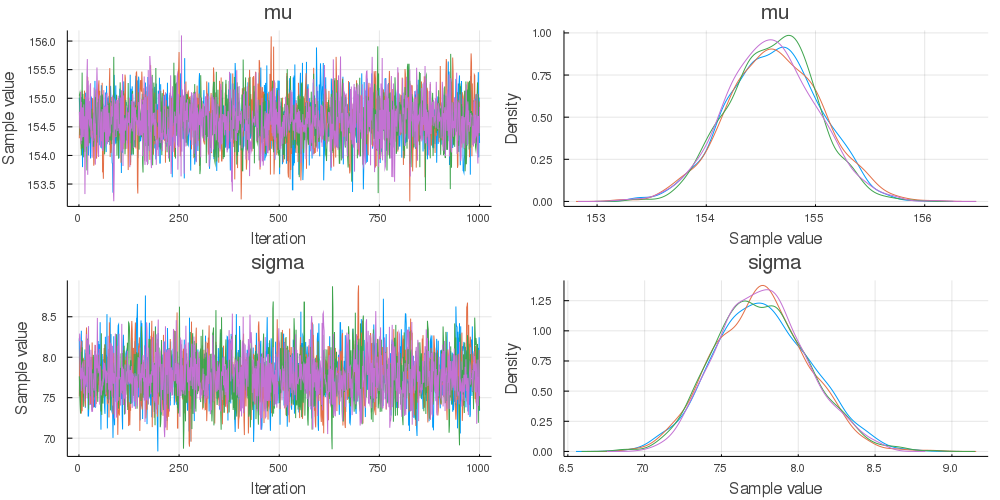 mu
Sample value
156.0
155.5
155.0
154.5
154.0
153.5
0 250 500 750 1000
Iteration
mu
Density
1.00
0.75
0.50
0.25
0.00
153 154 155 156
Sample value
sigma
Sample value
8.5
8.0
7.5
7.0
0 250 500 750 1000
Iteration
sigma
Density
1.25
1.00
0.75
0.50
0.25
0.00
6.5 7.0 7.5 8.0 8.5 9.0
Sample value